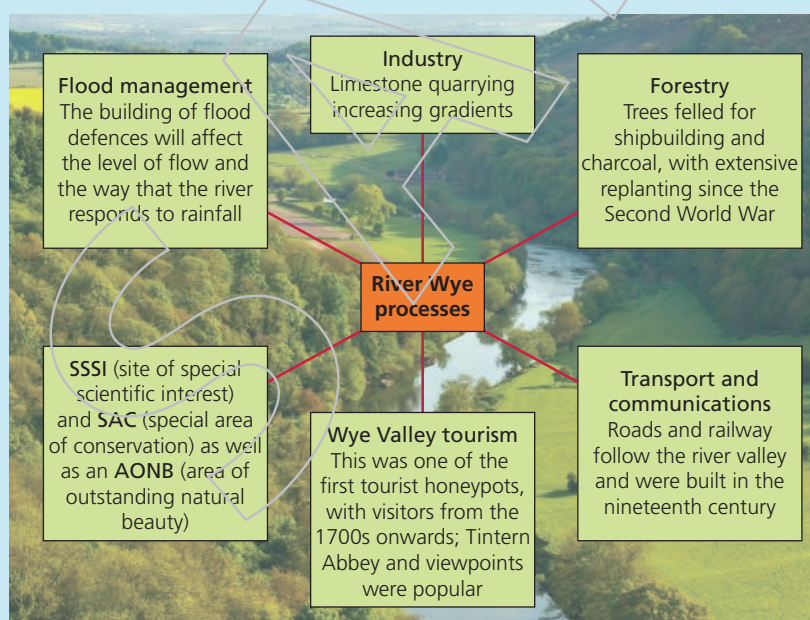 Flood management
The building of flood
defences will affect
the level of flow and
the way that the river
responds to rainfall
Industry
Limestone quarrying
increasing gradients
Forestry
Trees felled for
shipbuilding and
charcoal, with extensive
replanting since the
Second World War
River Wye
processes
SSSI (site of special
scientific interest)
and SAC (special area
of conservation) as well
as an AONB (area of
outstanding natural
beauty)
Wye Valley tourism
This was one of the
first tourist honeypots,
with visitors from the
1700s onwards; Tintern
Abbey and viewpoints
were popular
Transport and
communications
Roads and railway
follow the river valley
and were built in the
nineteenth century